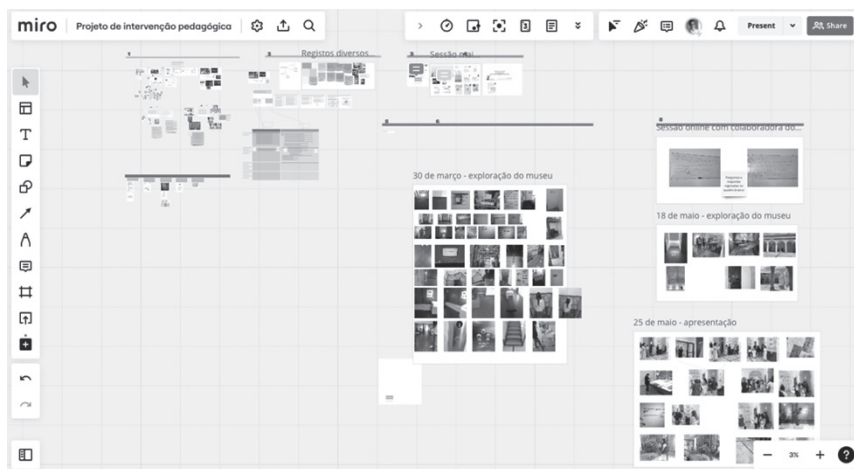 miro
Projeto de intervenção pedagógica
Present
Share
Registos diversos...
Sessão
30 de março - exploração do museu
Sessão online com colaboradora do...
18 de maio - exploração do museu
25 de maio - apresentação
3%